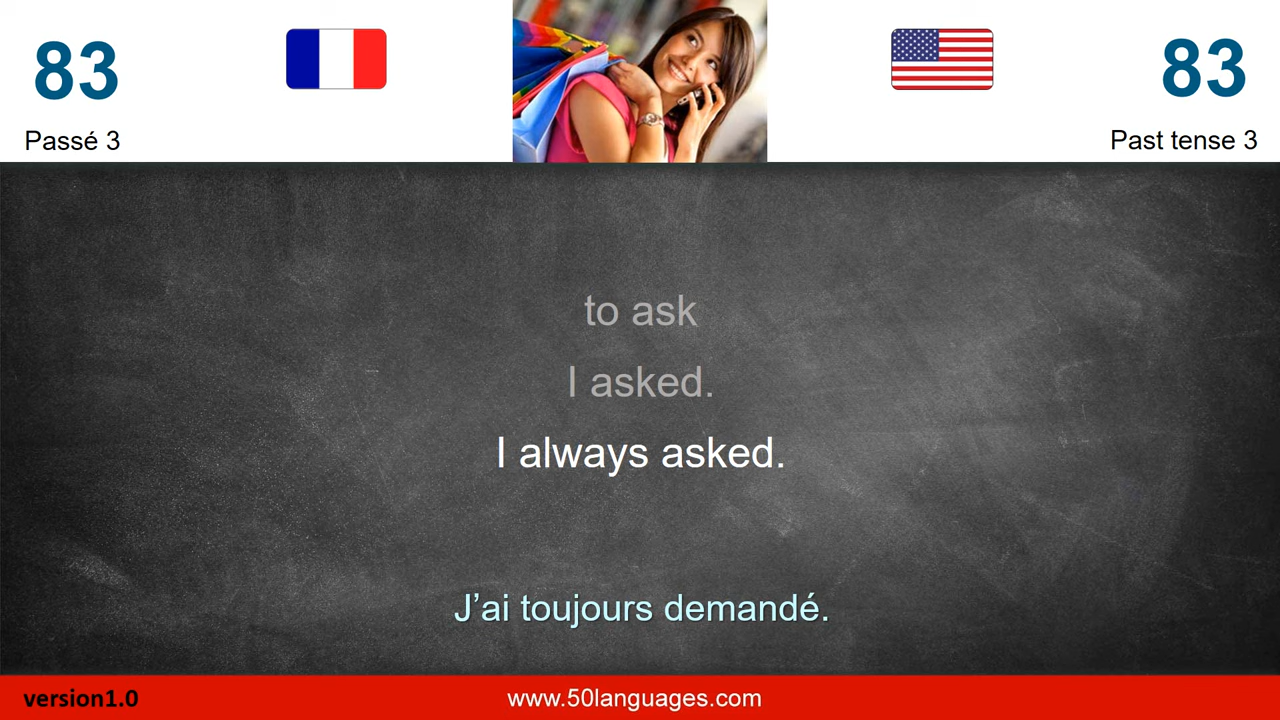 83
83
Passé 3
Past tense 3
to ask
I asked.
I always asked.
J’ai toujours demandé.
version1.0
www.50languages.com